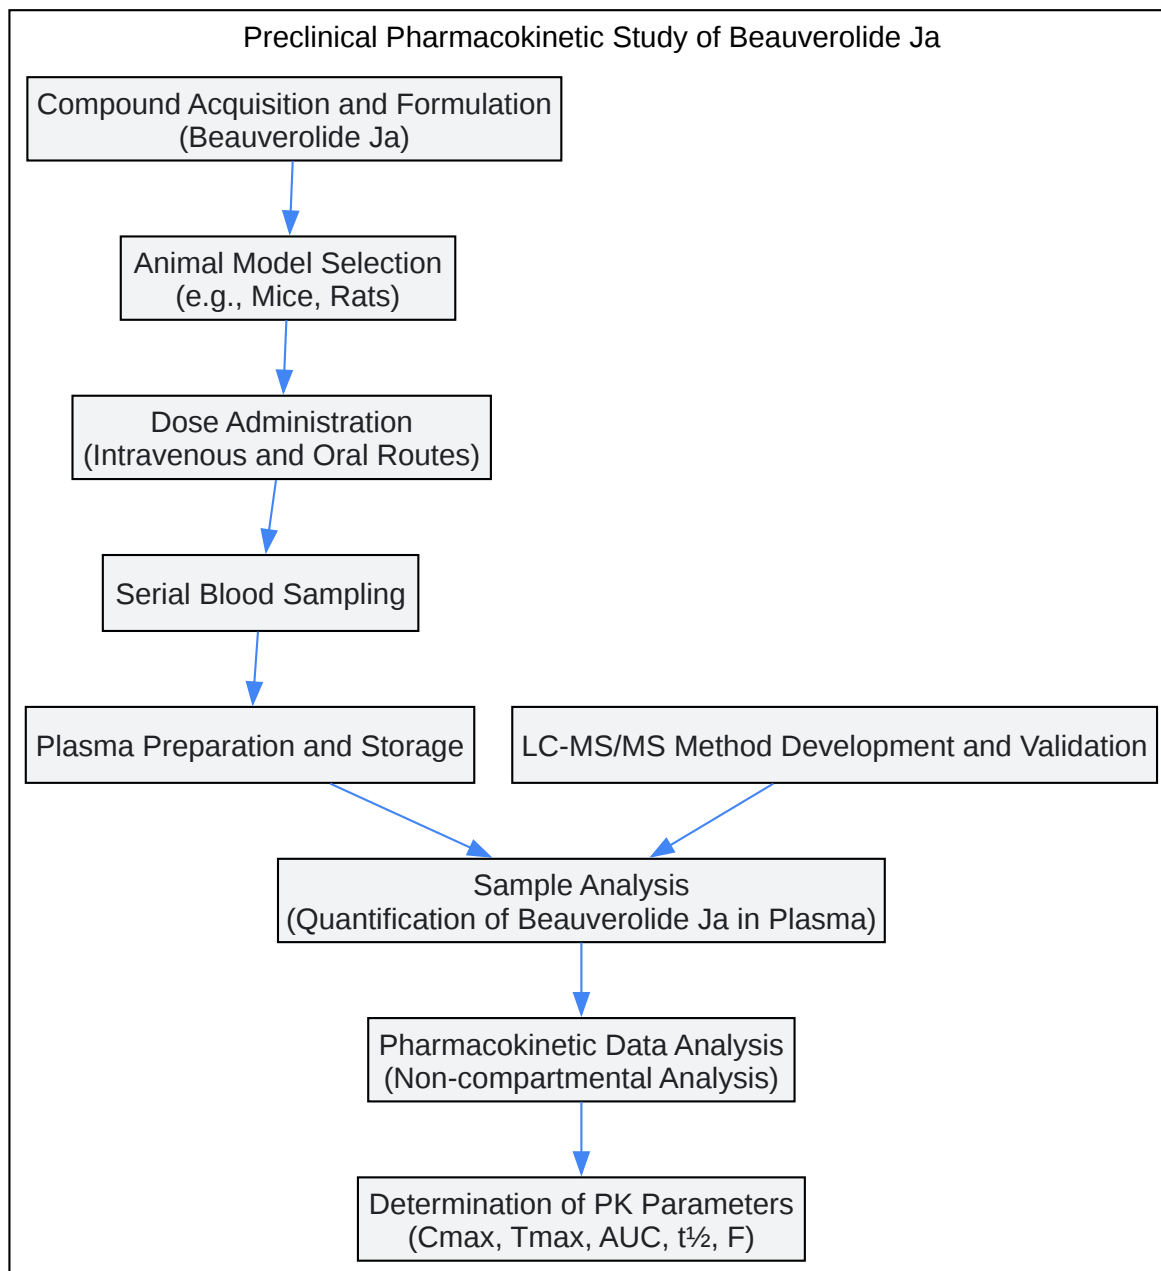 Preclinical Pharmacokinetic Study of Beauverolide Ja
Compound Acquisition and Formulation
(Beauverolide Ja)
Animal Model Selection
(e.g., Mice, Rats)
Dose Administration
(Intravenous and Oral Routes)
Serial Blood Sampling
Plasma Preparation and Storage
LC-MS/MS Method Development and Validation
Sample Analysis
(Quantification of Beauverolide Ja in Plasma)
Pharmacokinetic Data Analysis
(Non-compartmental Analysis)
Determination of PK Parameters
(Cmax, Tmax, AUC, t½, F)